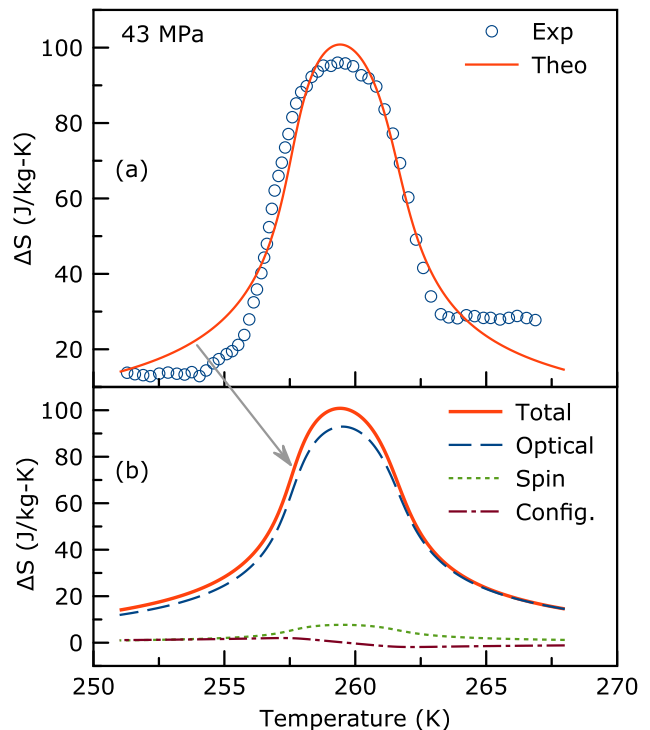 43 MPa
Exp
Theo
(a)
ΔS (J/kg-K)
100
80
60
40
20
(b)
Total
Optical
Spin
Config.
ΔS (J/kg-K)
100
80
60
40
20
0
250 255 260 265 270
Temperature (K)